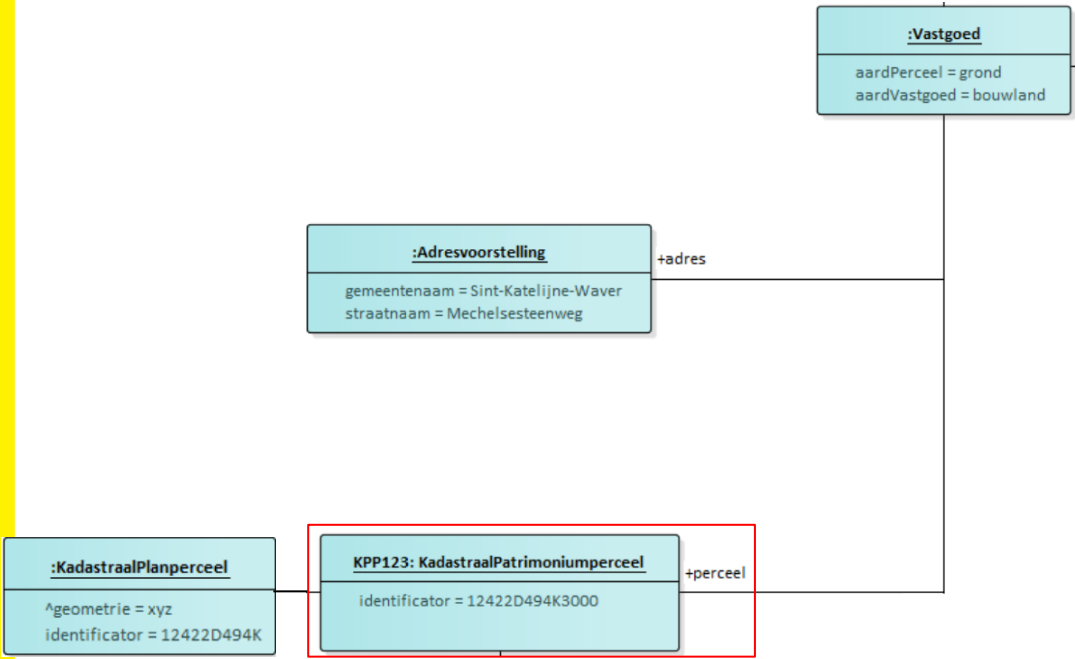 :Vastgoed
aardPerceel = grond
aardVastgoed = bouwland
:Adresvoorstelling
+adres
gemeentenaam = Sint-Katelijne-Waver
straatnaam = Mechelsesteenweg
:KadastraalPlanperceel
^geometrie = xyz
identificator = 12422D494K
KPP123: KadastraalPatrimoniumperceel
+perceel
identificator = 12422D494K3000